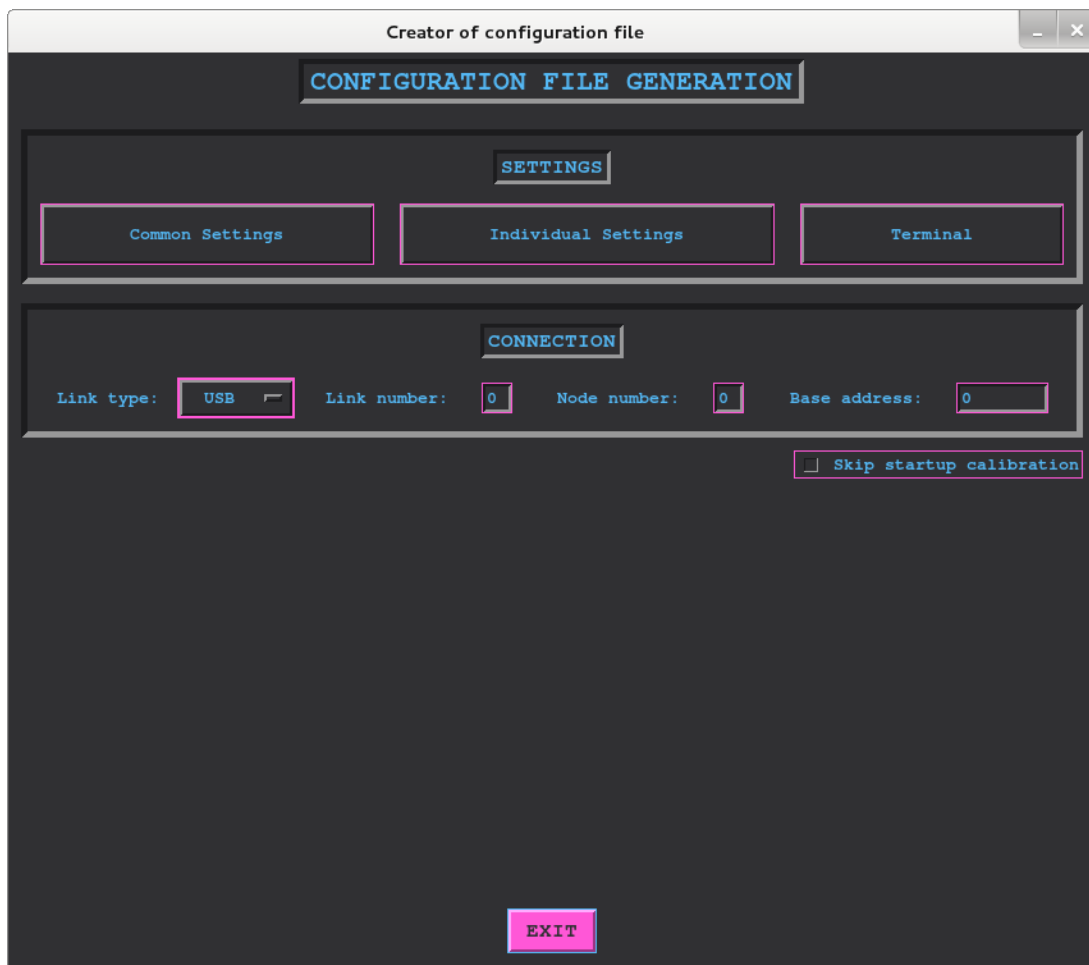 Creator of configuration file
CONFIGURATION FILE GENERATION
SETTINGS
Common Settings Individual Settings Terminal
CONNECTION
Link type: USB Link number: 0 Node number: 0 Base address: 0
Skip startup calibration
EXIT